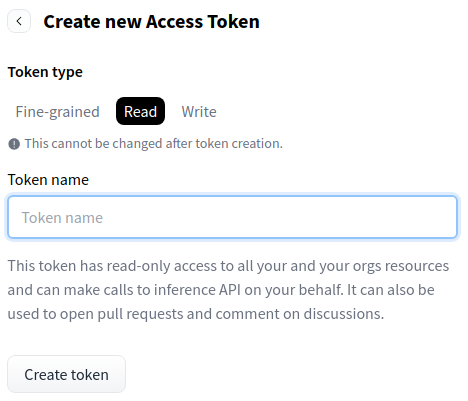 Create new Access Token
Token type
Fine-grained Read Write
This cannot be changed after token creation.
Token name
Token name
This token has read-only access to all your and your orgs resources
and can make calls to inference API on your behalf. It can also be
used to open pull requests and comment on discussions.
Create token